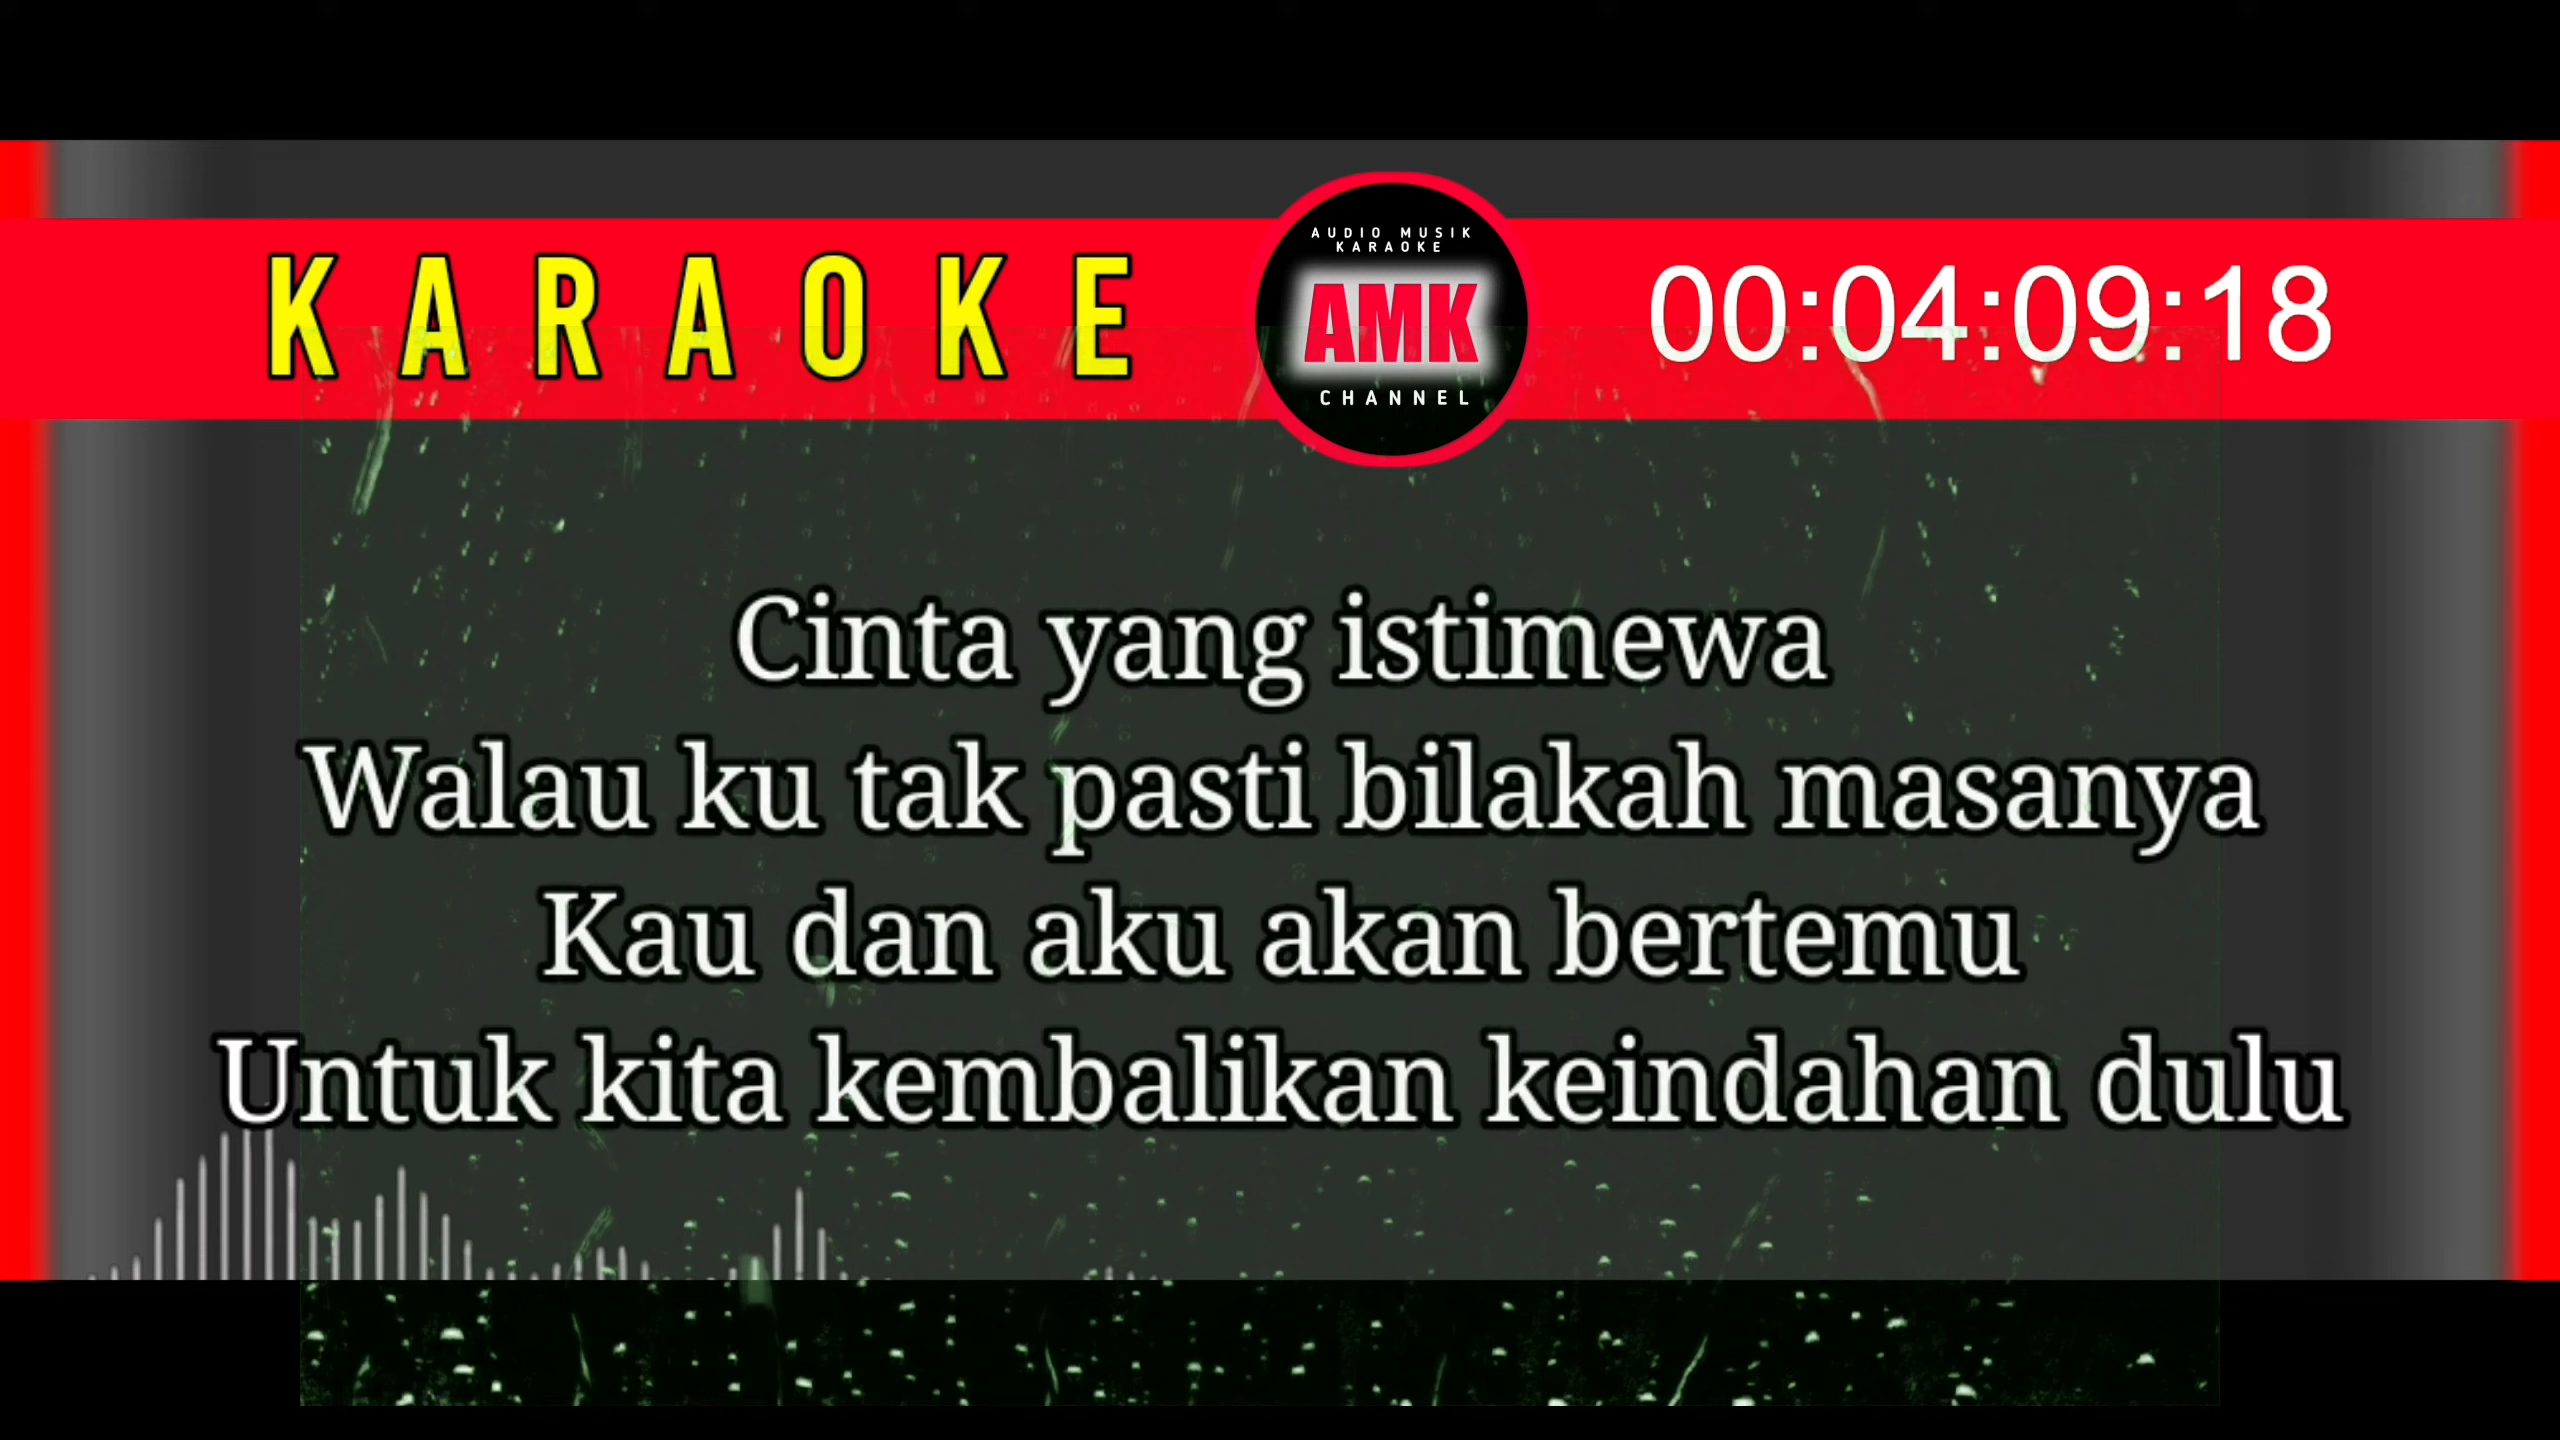 KARAOKE
AUDIO MUSIK
KARAOKE
AMK
CHANNEL
00:04:09:18
Cinta yang istimewa
Walau ku tak pasti bilakah masanya
Kau dan aku akan bertemu
Untuk kita kembalikan keindahan dulu